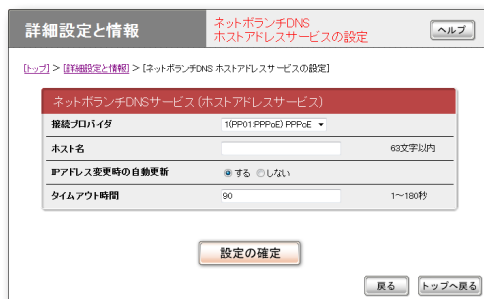 詳細設定と情報
ネットボランチDNS
ホストアドレスサービスの設定
ヘルプ
[トップ] > [詳細設定と情報] > [ネットボランチDNS ホストアドレスサービスの設定]
ネットボランチDNSサービス(ホストアドレスサービス)
接続プロバイダ 1(PP01:PPPoE) PPPoE
ホスト名 63文字以内
IPアドレス変更時の自動更新 する しない
タイムアウト時間 90 1～180秒
設定の確定
戻る トップへ戻る